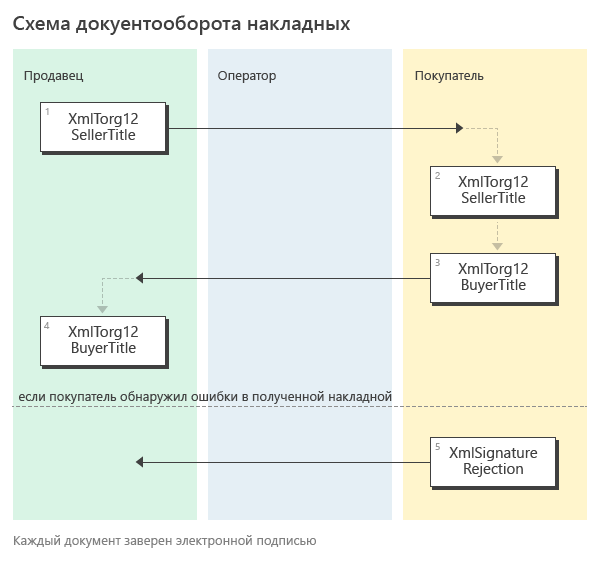 Схема докуентооборота накладных
Продавец
Оператор
Покупатель
1
XmlTorg12
SellerTitle
2
XmlTorg12
SellerTitle
3
XmlTorg12
BuyerTitle
4
XmlTorg12
BuyerTitle
если покупатель обнаружил ошибки в полученной накладной
5
XmlSignature
Rejection
Каждый документ заверен электронной подписью